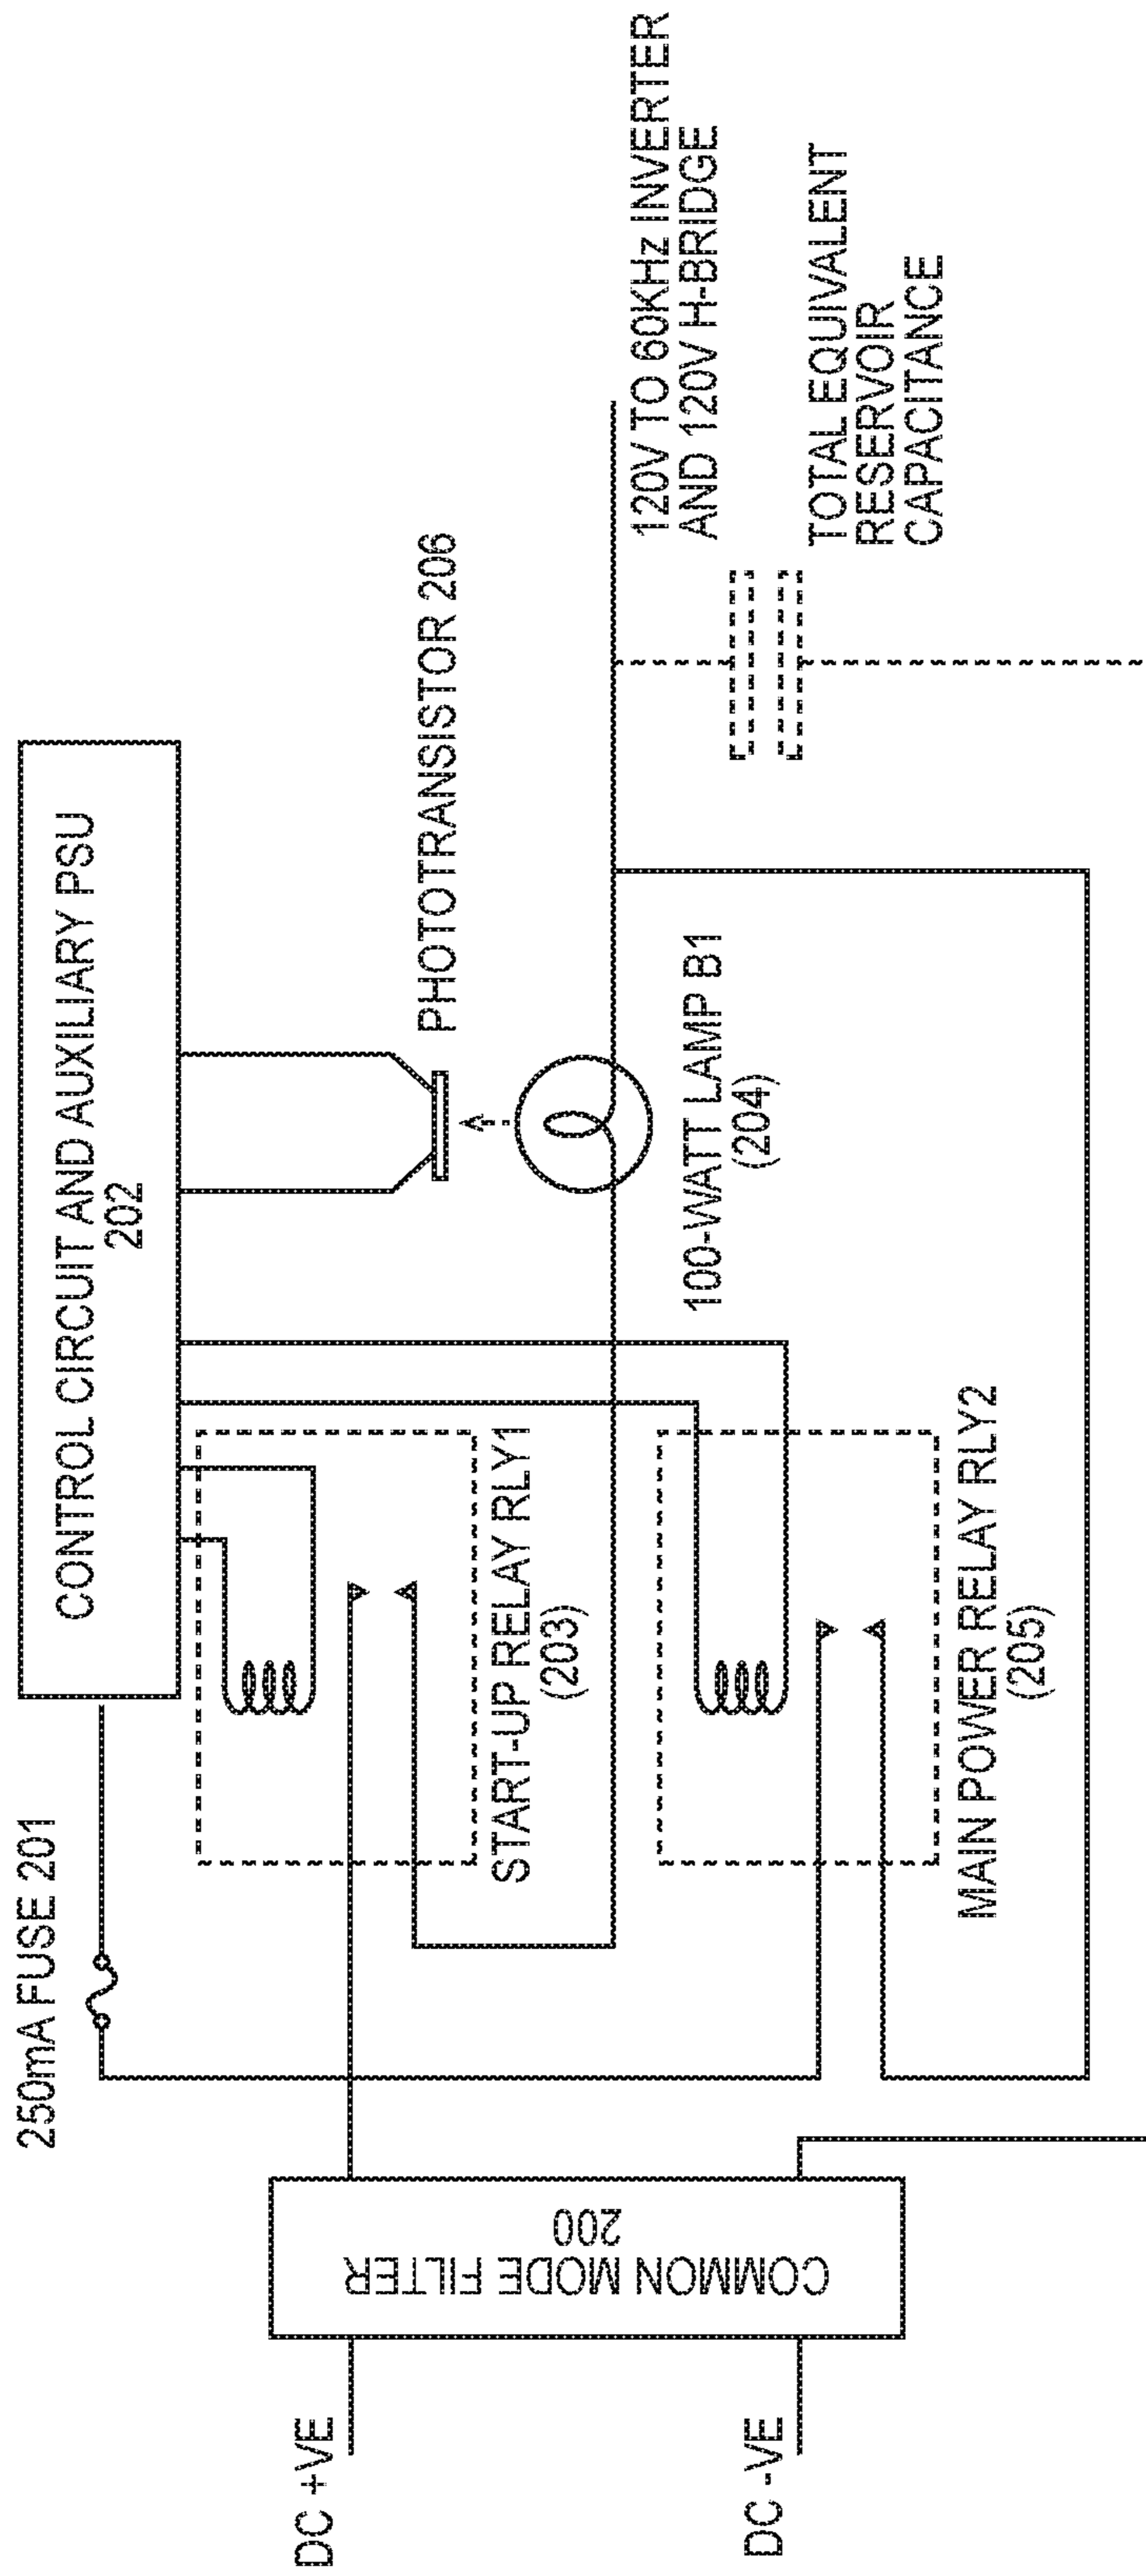 250mA FUSE 201
CONTROL CIRCUIT AND AUXILIARY PSU
202
PHOTOTRANSISTOR 206
START-UP RELAY RLY1
(203)
DC +VE
COMMON MODE FILTER
200
DC -VE
100-WATT LAMP B1
(204)
120V TO 60KHz INVERTER
AND 120V H-BRIDGE
TOTAL EQUIVALENT
RESERVOIR
CAPACITANCE
MAIN POWER RELAY RLY2
(205)